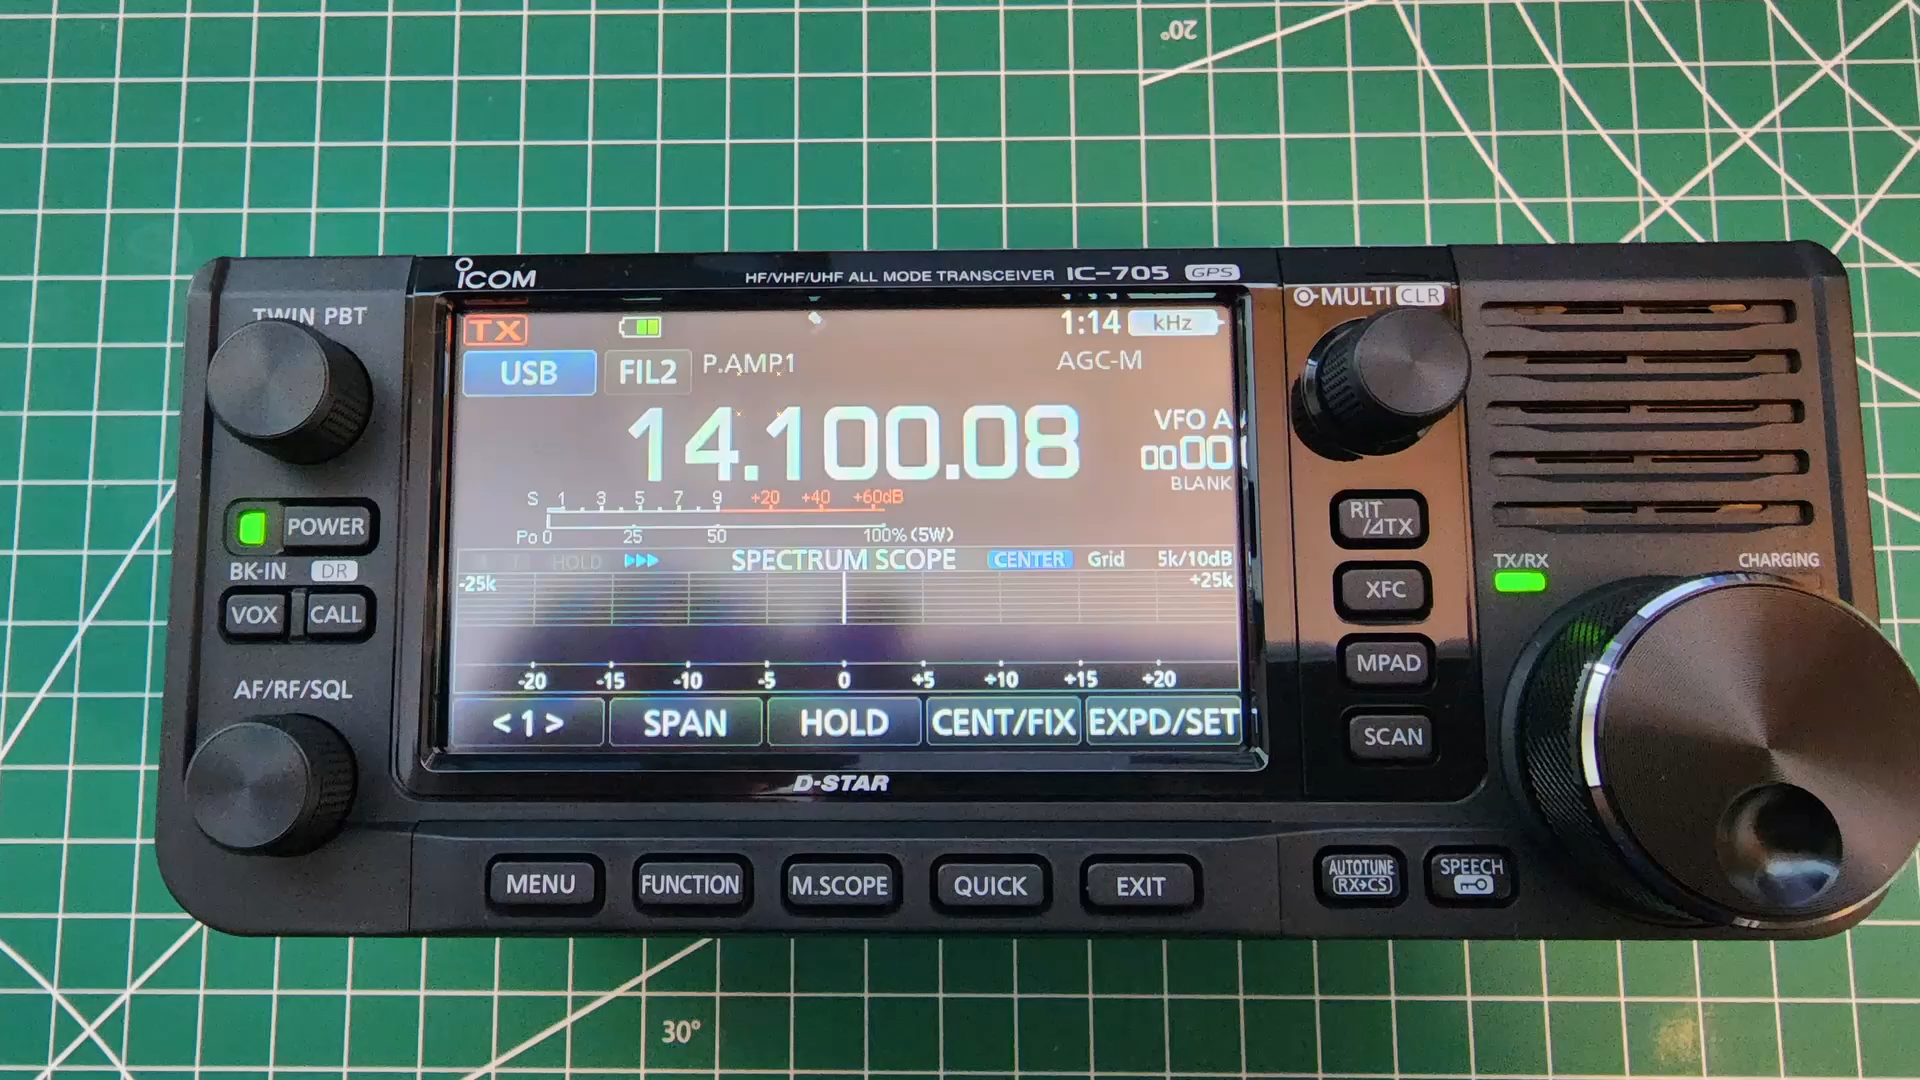 20°
ICOM
HF/VHF/UHF ALL MODE TRANSCEIVER IC-705 GPS
MULTI CLR
TWIN PBT
TX
1:14 kHz
USB FIL2 P.AMP1 AGC-M
14.100.08
VFO A
00
BLANK
S 1 3 5 7 9 +20 +40 +60dB
Po 0 25 50 100% (5W)
HOLD SPECTRUM SCOPE CENTER Grid 5k/10dB
-25k +25k
-20 -15 -10 -5 0 +5 +10 +15 +20
< 1 > SPAN HOLD CENT/FIX EXPD/SET
D-STAR
POWER
BK-IN DR
VOX CALL
AF/RF/SQL
RIT
/⊿TX
XFC
MPAD
SCAN
TX/RX CHARGING
MENU FUNCTION M.SCOPE QUICK EXIT
AUTOTUNE
RX→CS
SPEECH
30°